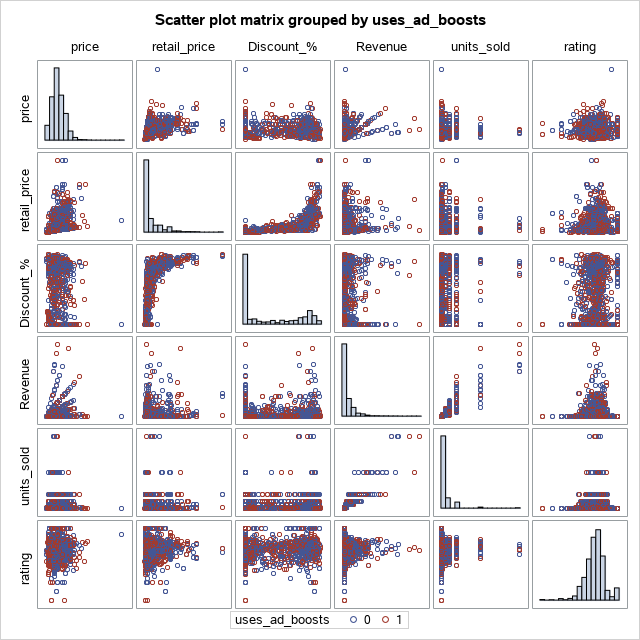 Scatter plot matrix grouped by uses_ad_boosts
price retail_price Discount_% Revenue units_sold rating
price
retail_price
Discount_%
Revenue
units_sold
rating
uses_ad_boosts 0 1